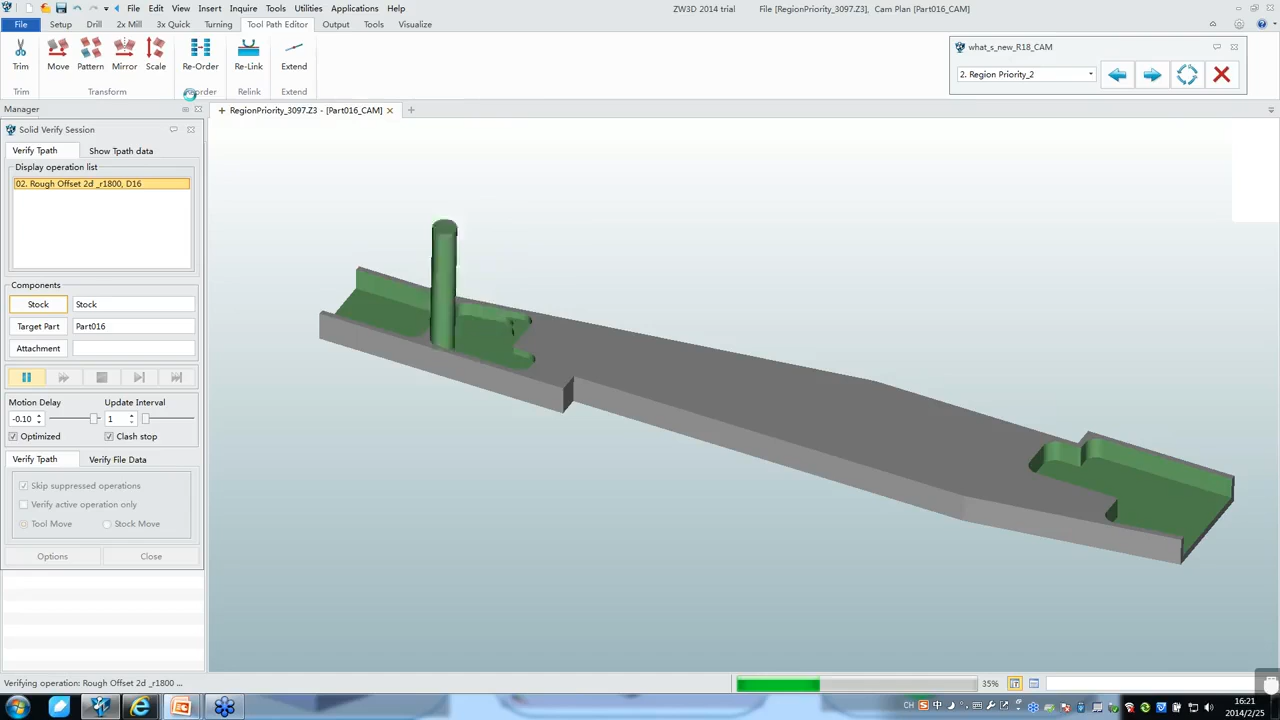 File Edit View Insert Inquire Tools Utilities Applications Help
ZW3D 2014 trial
File [RegionPriority_3097.Z3] Cam Plan [Part016_CAM]
File Setup Drill 2x Mill 3x Quick Turning Tool Path Editor Output Tools Visualize
Trim Move Pattern Mirror Scale Re-Order Re-Link Extend
Trim Transform Reorder Relink Extend
what_s_new_R18_CAM
2. Region Priority_2
Manager
RegionPriority_3097.Z3 - [Part016_CAM]
Solid Verify Session
Verify Tpath Show Tpath data
Display operation list
02. Rough Offset 2d _r1800, D16
Components
Stock Stock
Target Part Part016
Attachment
Motion Delay Update Interval
-0.10 1
Optimized Clash stop
Verify Tpath Verify File Data
Skip suppressed operations
Verify active operation only
Tool Move Stock Move
Options Close
Verifying operation: Rough Offset 2d _r1800 ...
35%
CH
16:21
2014/2/25